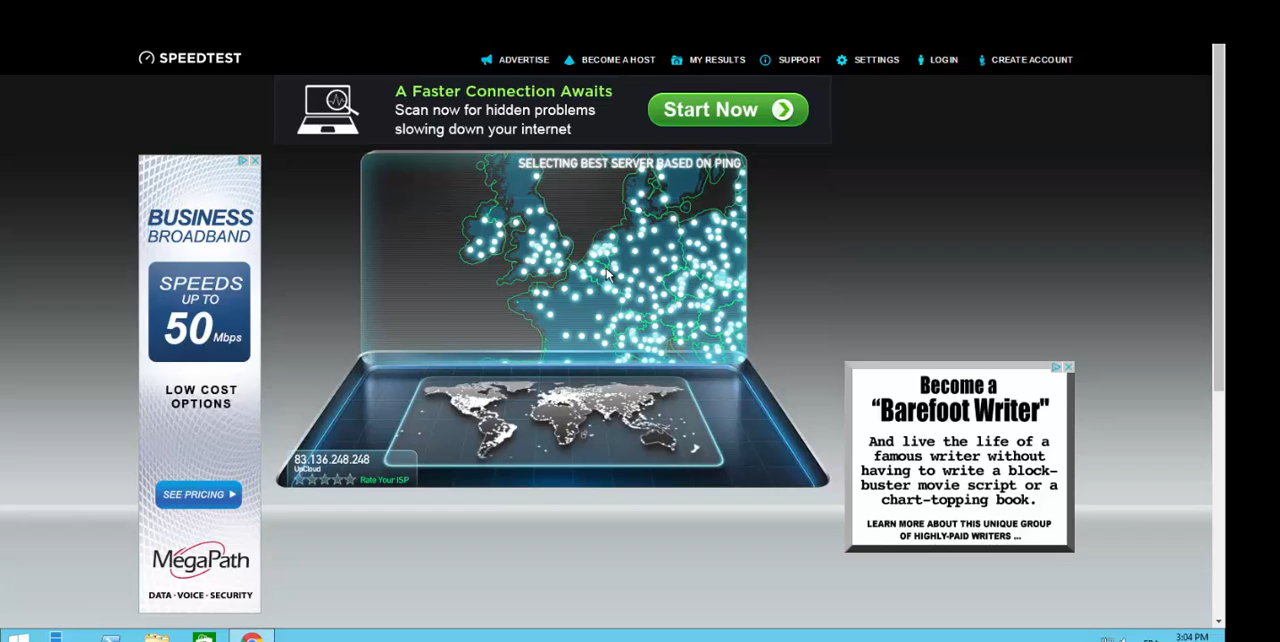 SPEEDTEST
ADVERTISE
BECOME A HOST
MY RESULTS
SUPPORT
SETTINGS
LOGIN
CREATE ACCOUNT
A Faster Connection Awaits
Scan now for hidden problems
slowing down your internet
Start Now
SELECTING BEST SERVER BASED ON PING
BUSINESS
BROADBAND
SPEEDS
UP TO
50 Mbps
LOW COST
OPTIONS
SEE PRICING
MegaPath
DATA · VOICE · SECURITY
83.136.248.248
UpCloud
Rate Your ISP
Become a
“Barefoot Writer"
And live the life of a
famous writer without
having to write a block-
buster movie script or a
chart-topping book.
LEARN MORE ABOUT THIS UNIQUE GROUP
OF HIGHLY-PAID WRITERS ...
3:04 PM